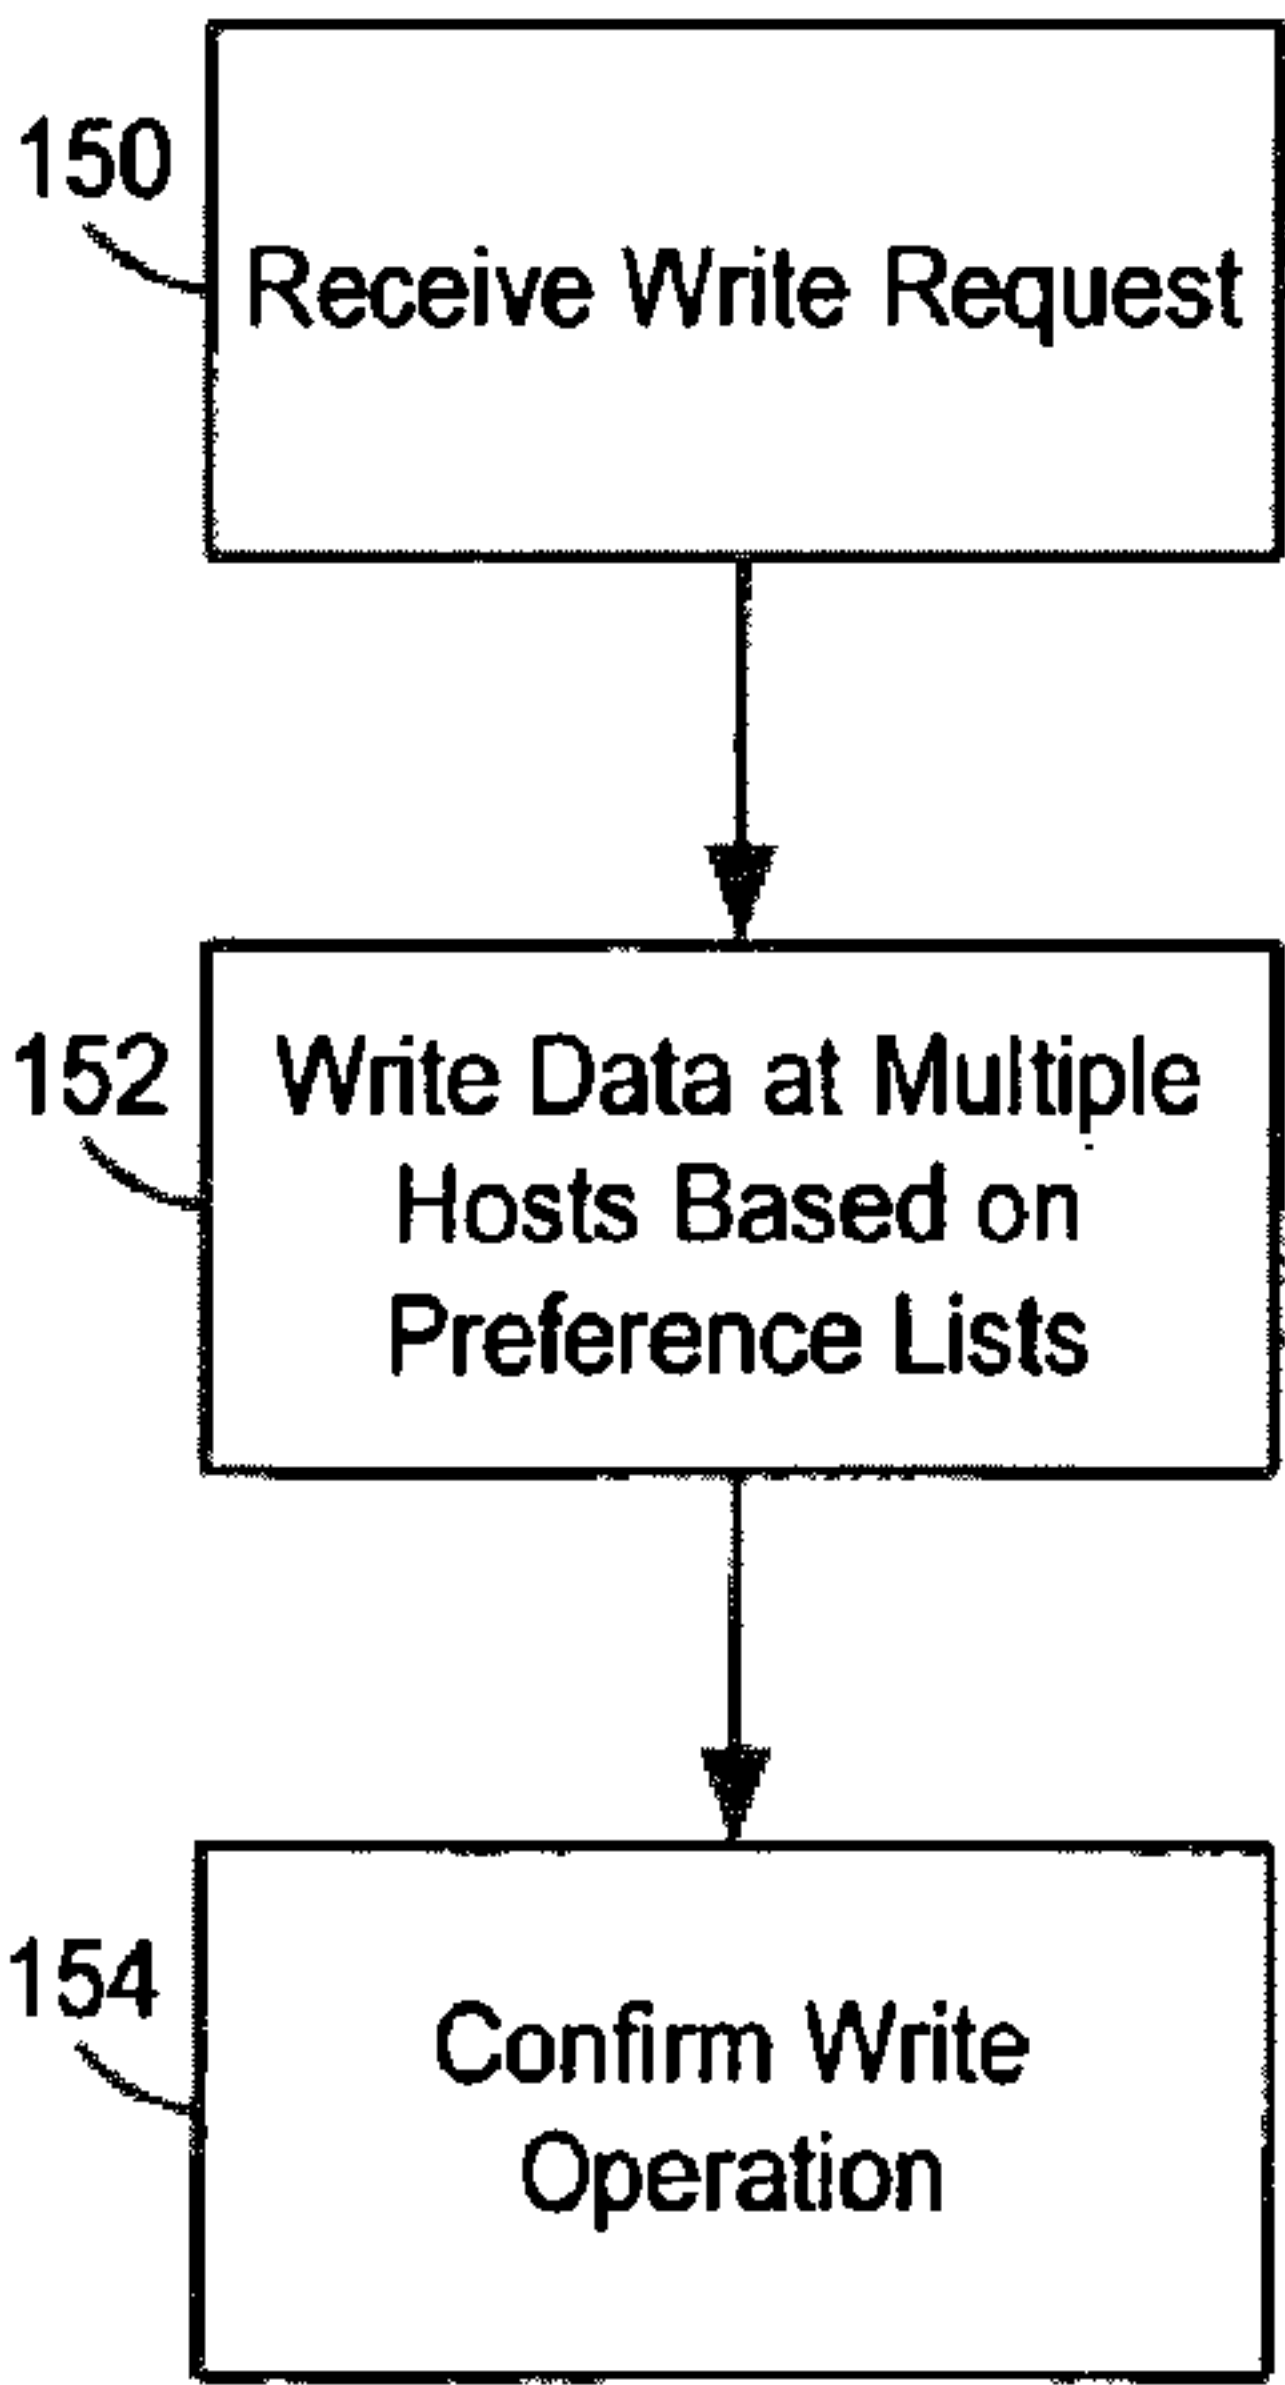 150
Receive Write Request
152
Write Data at Multiple
Hosts Based on
Preference Lists
154
Confirm Write
Operation